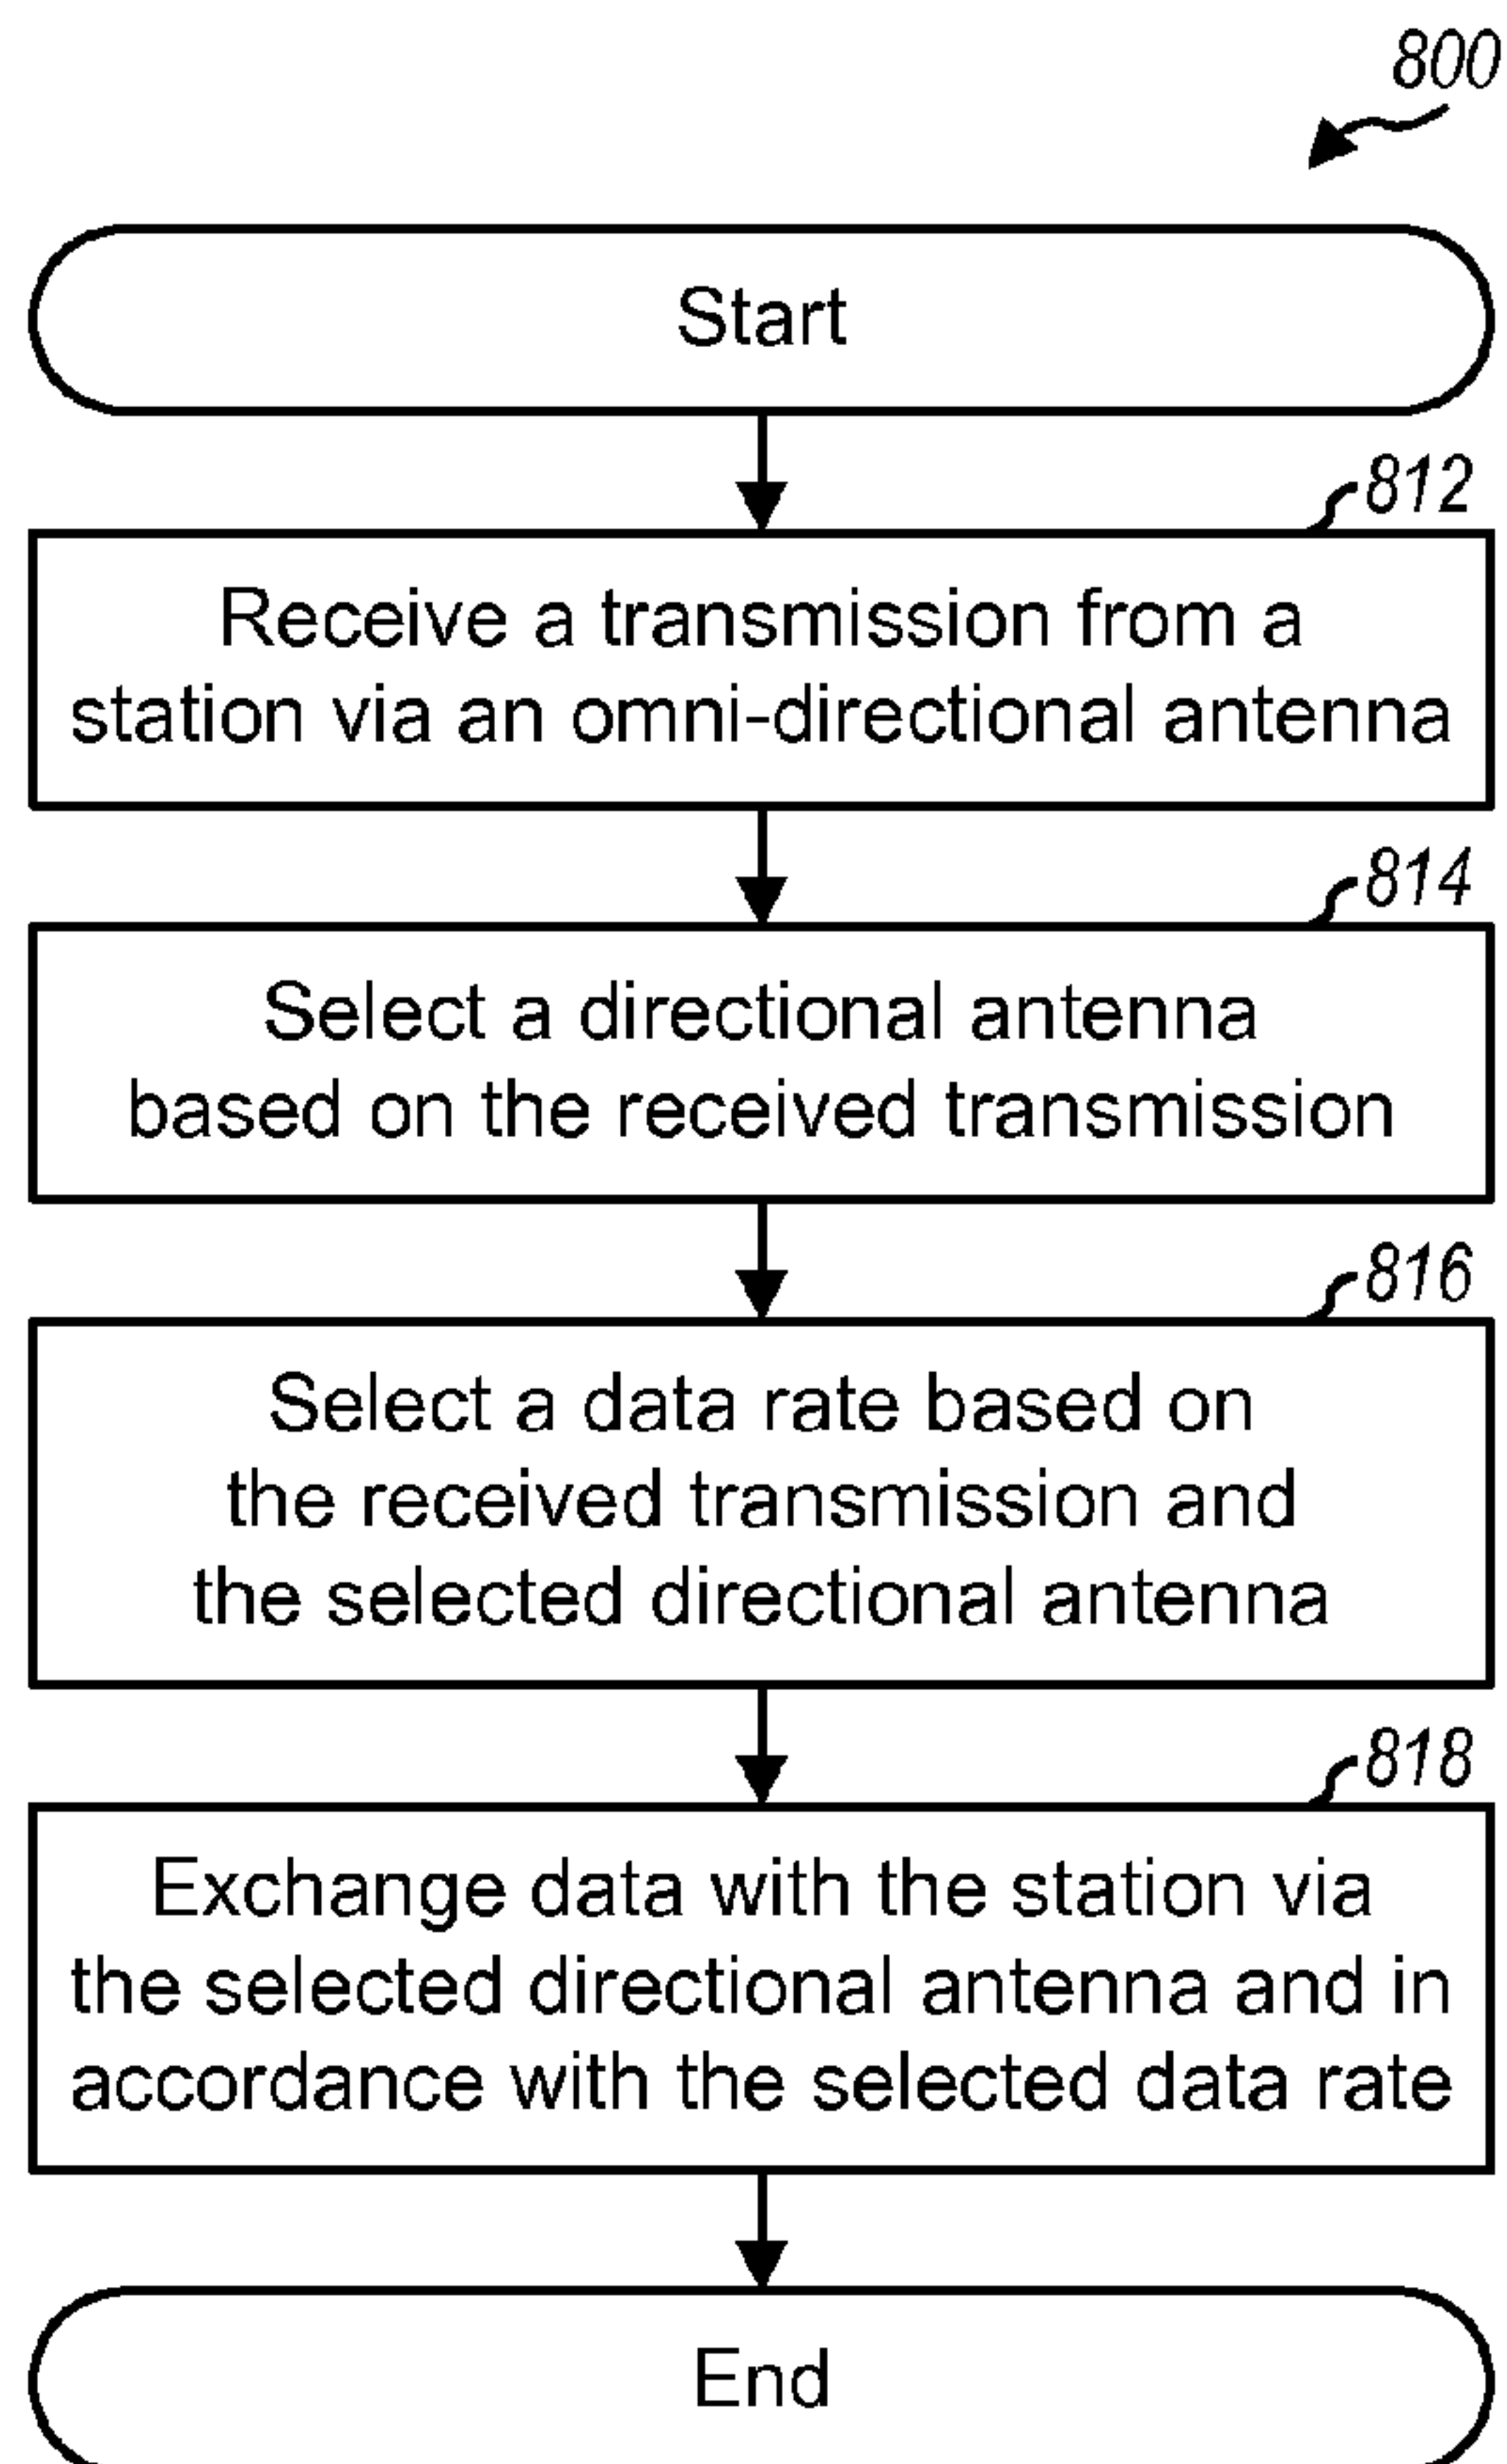 800
Start
812
Receive a transmission from a
station via an omni-directional antenna
814
Select a directional antenna
based on the received transmission
816
Select a data rate based on
the received transmission and
the selected directional antenna
818
Exchange data with the station via
the selected directional antenna and in
accordance with the selected data rate
End